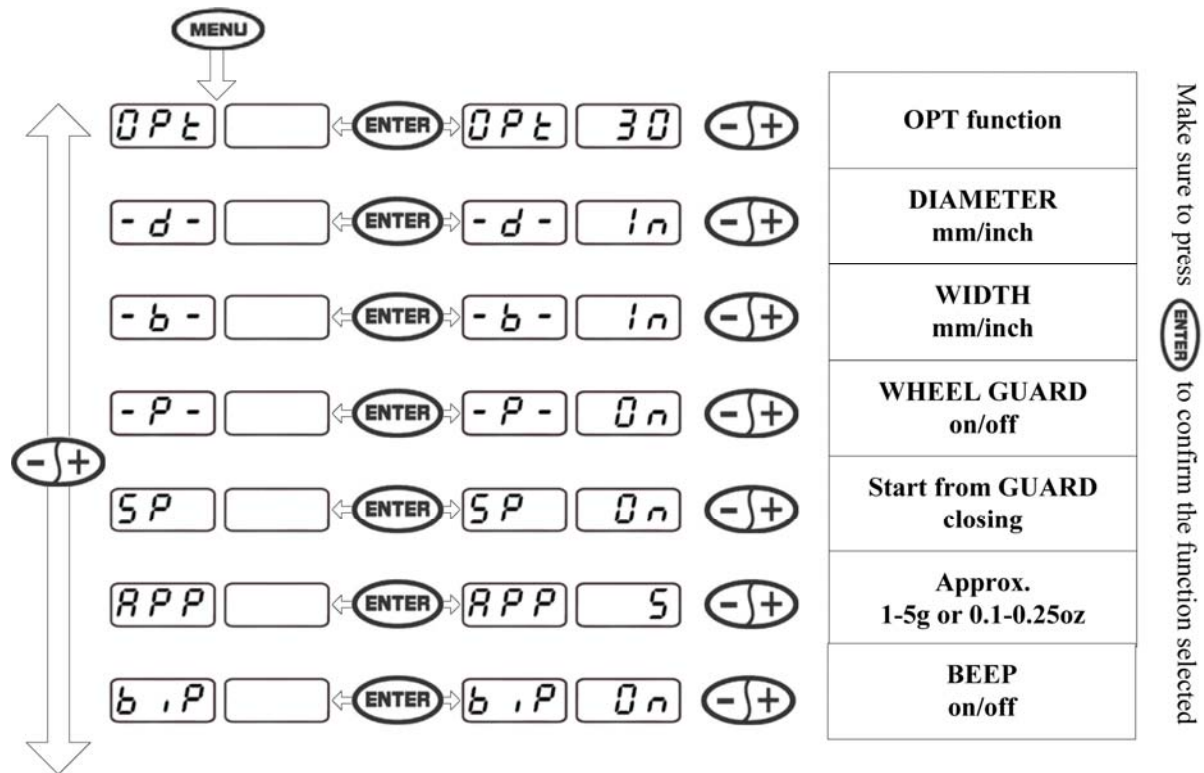 MENU
OPt ENTER OPt 30 - + OPT function
-d- ENTER -d- In - + DIAMETER
mm/inch
-b- ENTER -b- In - + WIDTH
mm/inch
-P- ENTER -P- On - + WHEEL GUARD
on/off
- +
SP ENTER SP On - + Start from GUARD
closing
APP ENTER APP 5 - + Approx.
1-5g or 0.1-0.25oz
biP ENTER biP On - + BEEP
on/off
Make sure to press ENTER to confirm the function selected